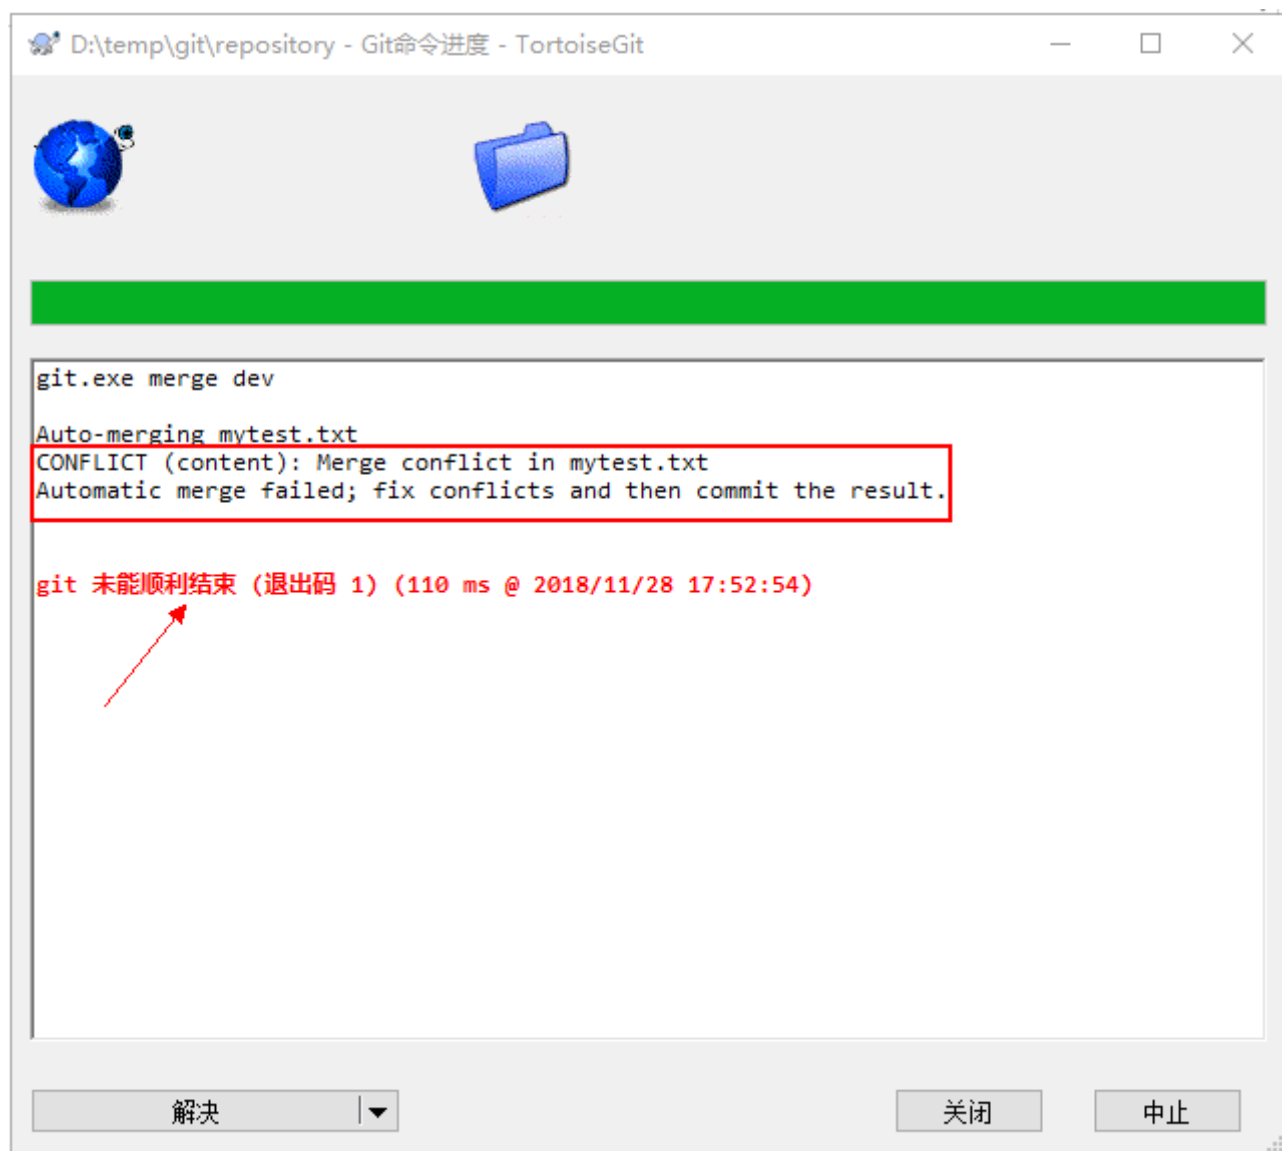 D:\temp\git\repository - Git命令进度 - TortoiseGit
git.exe merge dev
Auto-merging mytest.txt
CONFLICT (content): Merge conflict in mytest.txt
Automatic merge failed; fix conflicts and then commit the result.
git 未能顺利结束 (退出码 1) (110 ms @ 2018/11/28 17:52:54)
解决
关闭
中止